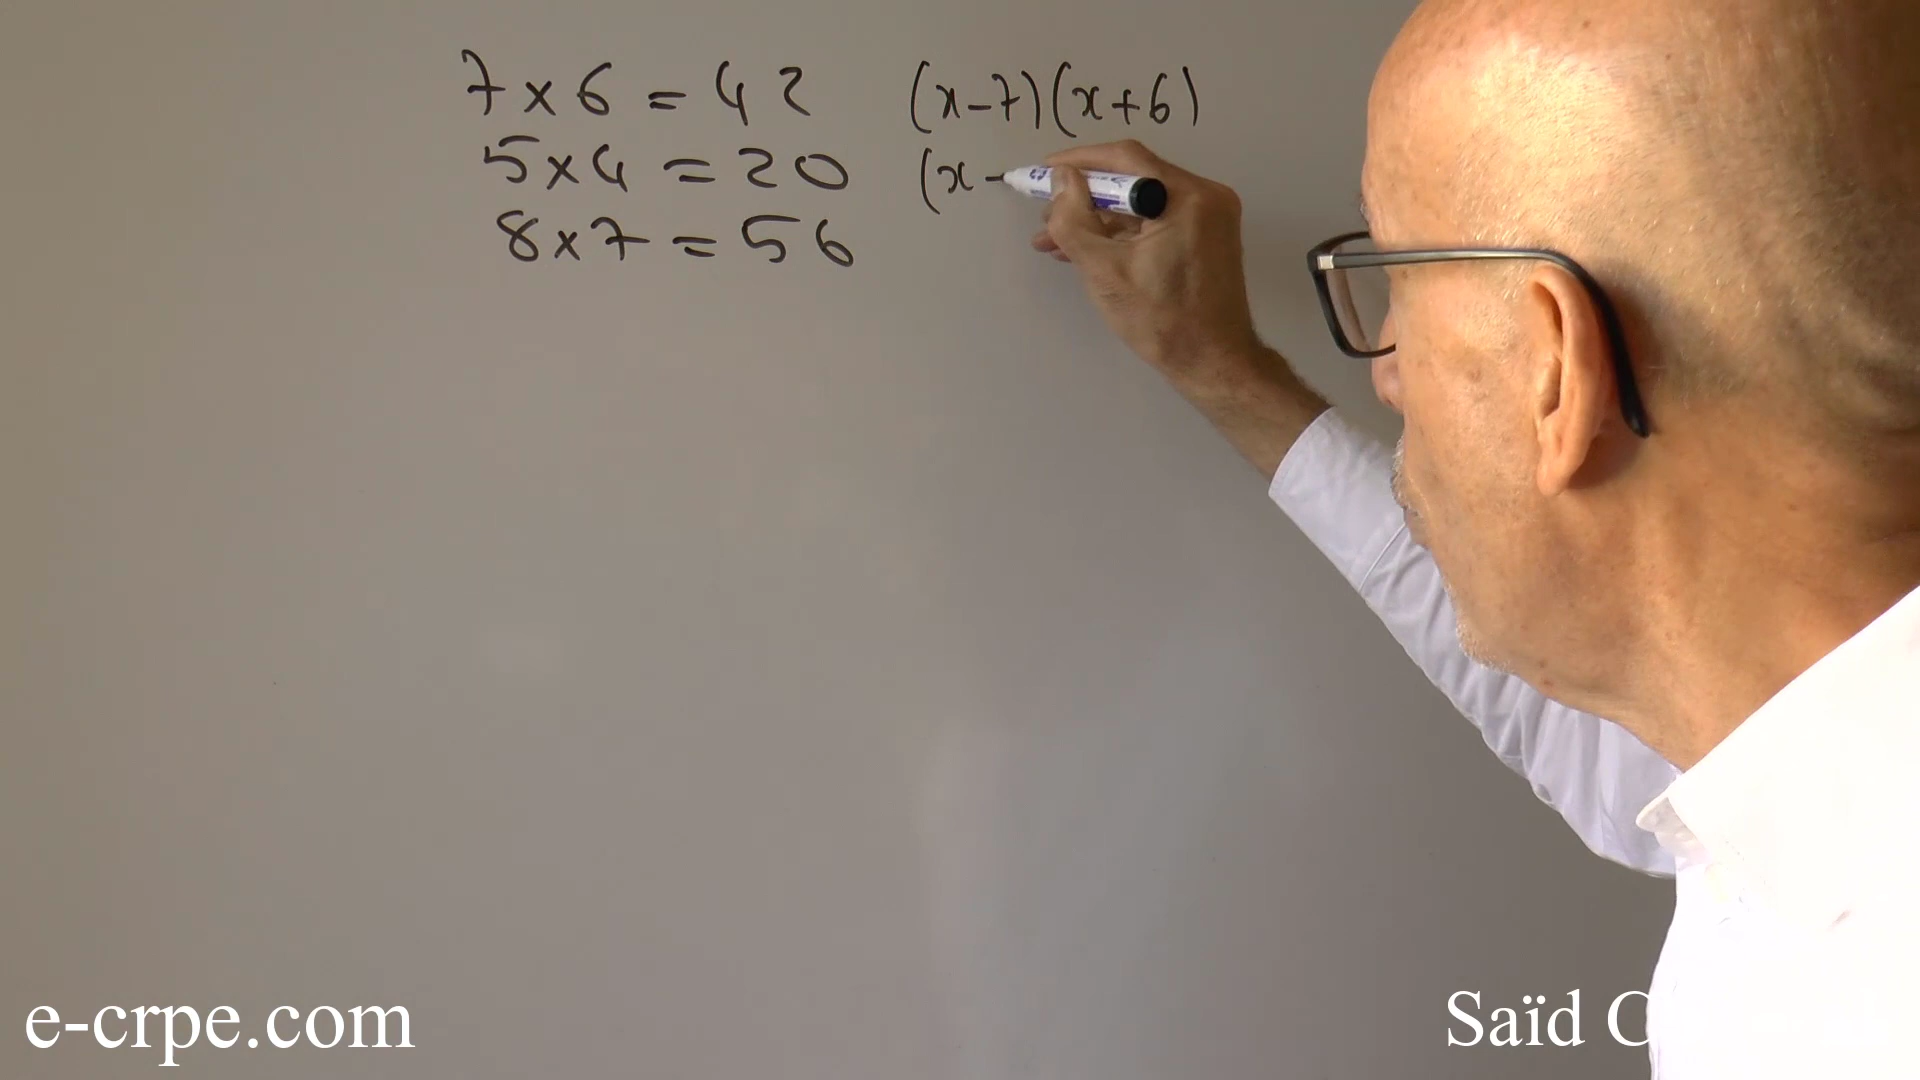 7 × 6 = 42 (x-7)(x+6)
5 × 4 = 20 (x -
8 × 7 = 56
e-crpe.com
Saïd